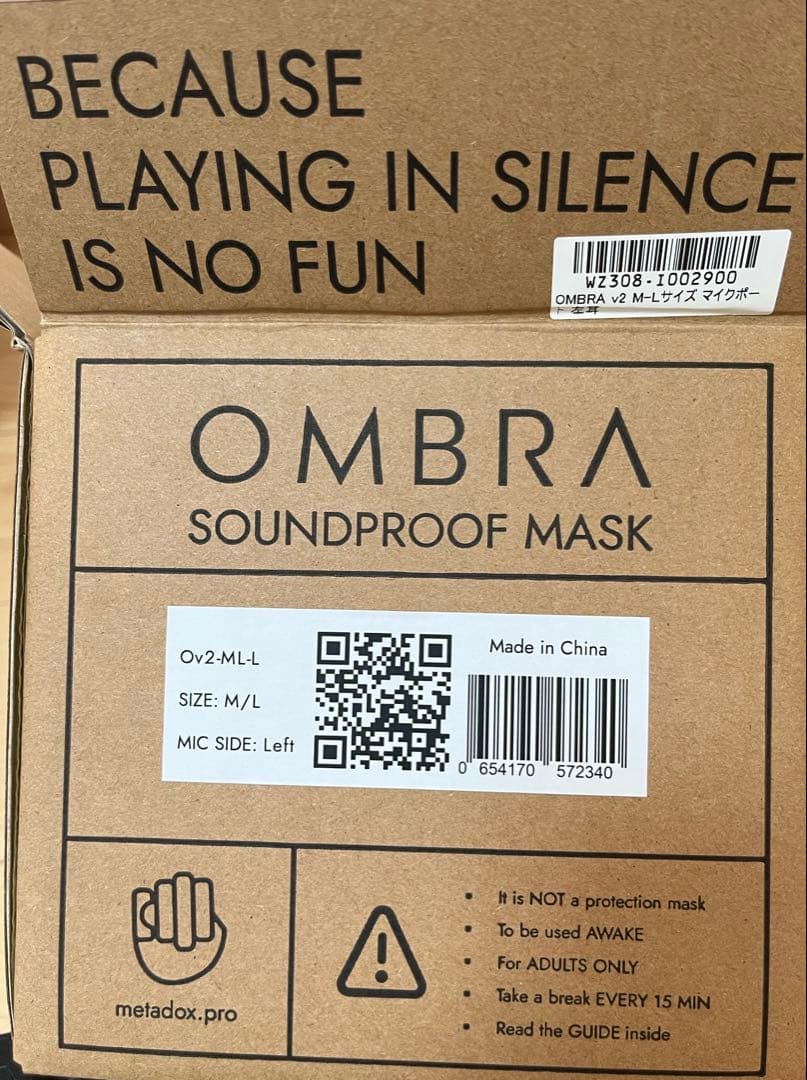 BECAUSE
PLAYING IN SILENCE
IS NO FUN
WZ308-I002900
OMBRA v2 M-Lサイズ マイクポー
ト 左耳
OMBRA
SOUNDPROOF MASK
Ov2-ML-L
SIZE: M/L
MIC SIDE: Left
Made in China
0 654170 572340
metadox.pro
• It is NOT a protection mask
• To be used AWAKE
• For ADULTS ONLY
• Take a break EVERY 15 MIN
• Read the GUIDE inside